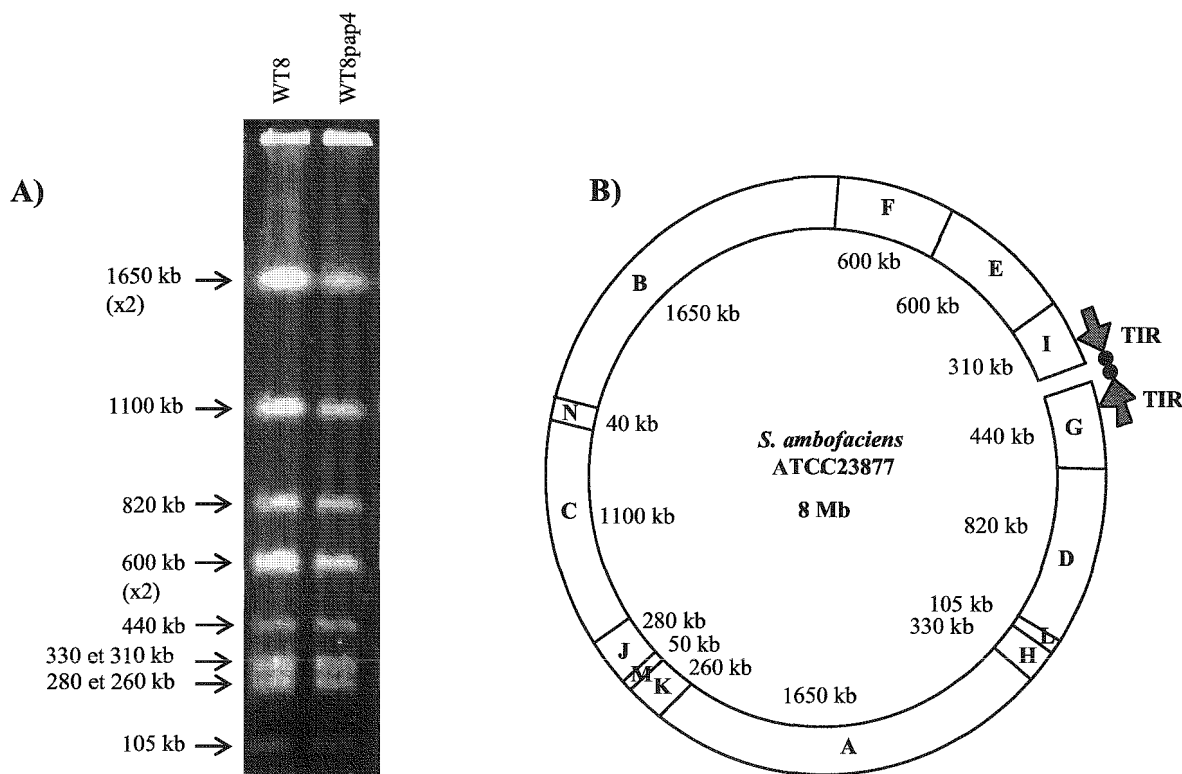 WT8
WT8pap4
A)
1650 kb
(x2)
1100 kb
820 kb
600 kb
(x2)
440 kb
330 et 310 kb
280 et 260 kb
105 kb
B)
F
E
I
TIR
TIR
G
D
L
H
A
K
M
J
C
N
B
600 kb
600 kb
310 kb
440 kb
820 kb
105 kb
330 kb
1650 kb
260 kb
50 kb
280 kb
1100 kb
40 kb
1650 kb
S. ambofaciens
ATCC23877
8 Mb